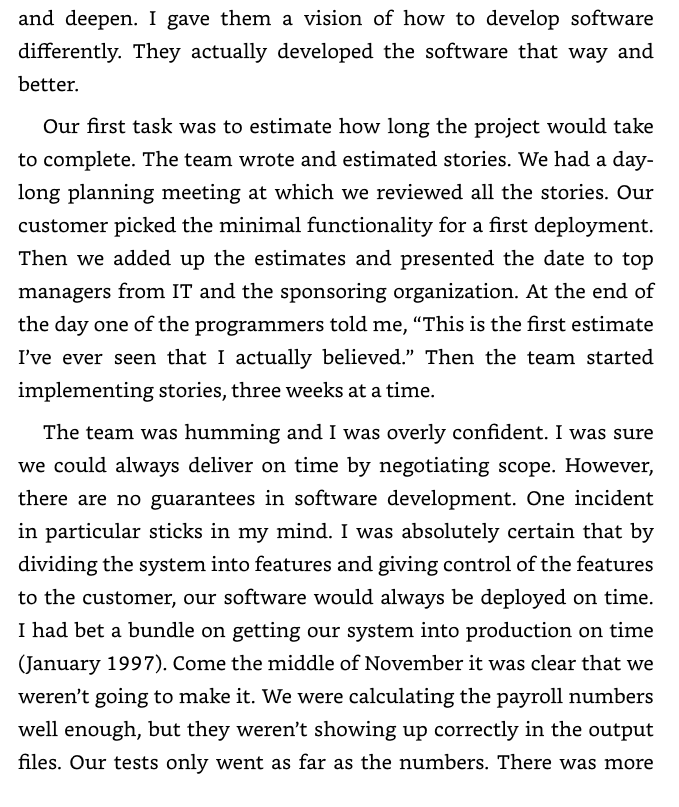 and deepen. I gave them a vision of how to develop software
differently. They actually developed the software that way and
better.
Our first task was to estimate how long the project would take
to complete. The team wrote and estimated stories. We had a day-
long planning meeting at which we reviewed all the stories. Our
customer picked the minimal functionality for a first deployment.
Then we added up the estimates and presented the date to top
managers from IT and the sponsoring organization. At the end of
the day one of the programmers told me, “This is the first estimate
I’ve ever seen that I actually believed.” Then the team started
implementing stories, three weeks at a time.
The team was humming and I was overly confident. I was sure
we could always deliver on time by negotiating scope. However,
there are no guarantees in software development. One incident
in particular sticks in my mind. I was absolutely certain that by
dividing the system into features and giving control of the features
to the customer, our software would always be deployed on time.
I had bet a bundle on getting our system into production on time
(January 1997). Come the middle of November it was clear that we
weren’t going to make it. We were calculating the payroll numbers
well enough, but they weren’t showing up correctly in the output
files. Our tests only went as far as the numbers. There was more